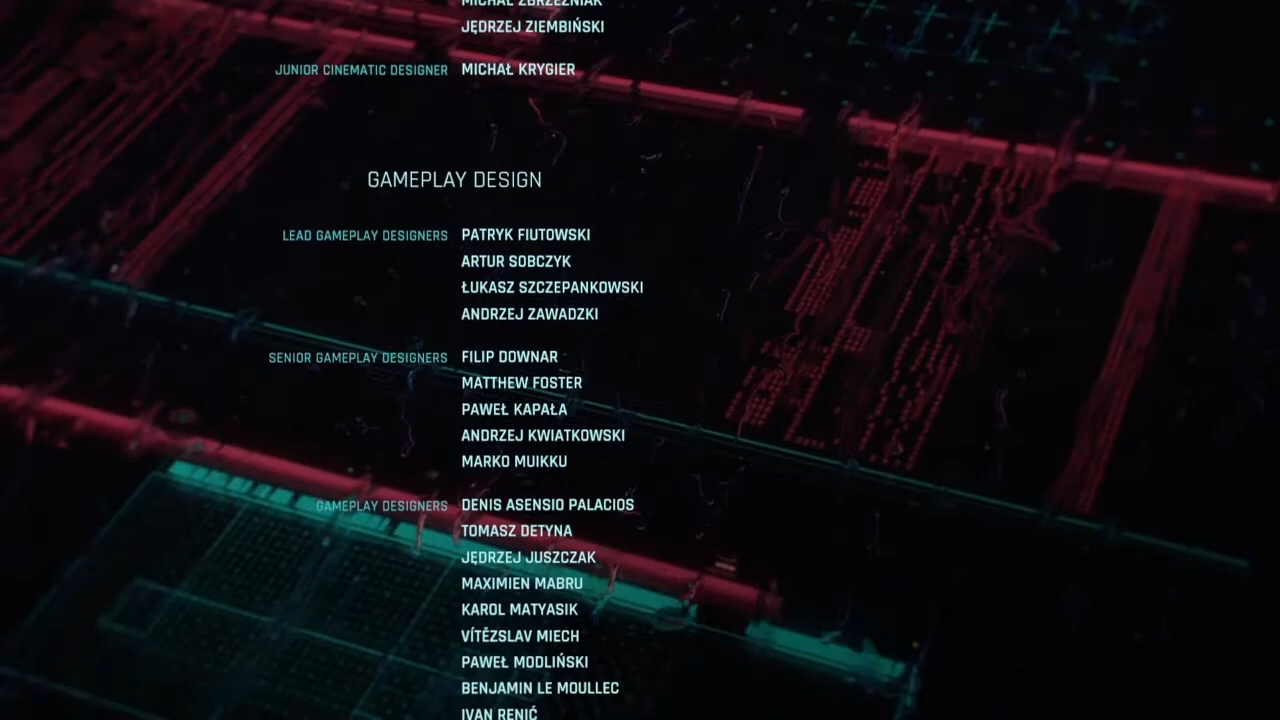 MICHAŁ ZBRZEŹNIAK
JĘDRZEJ ZIEMBIŃSKI
JUNIOR CINEMATIC DESIGNER MICHAŁ KRYGIER
GAMEPLAY DESIGN
LEAD GAMEPLAY DESIGNERS PATRYK FIUTOWSKI
ARTUR SOBCZYK
ŁUKASZ SZCZEPANKOWSKI
ANDRZEJ ZAWADZKI
SENIOR GAMEPLAY DESIGNERS FILIP DOWNAR
MATTHEW FOSTER
PAWEŁ KAPAŁA
ANDRZEJ KWIATKOWSKI
MARKO MUIKKU
GAMEPLAY DESIGNERS DENIS ASENSIO PALACIOS
TOMASZ DETYNA
JĘDRZEJ JUSZCZAK
MAXIMIEN MABRU
KAROL MATYASIK
VÍTĚZSLAV MIECH
PAWEŁ MODLIŃSKI
BENJAMIN LE MOULLEC
IVAN RENIĆ